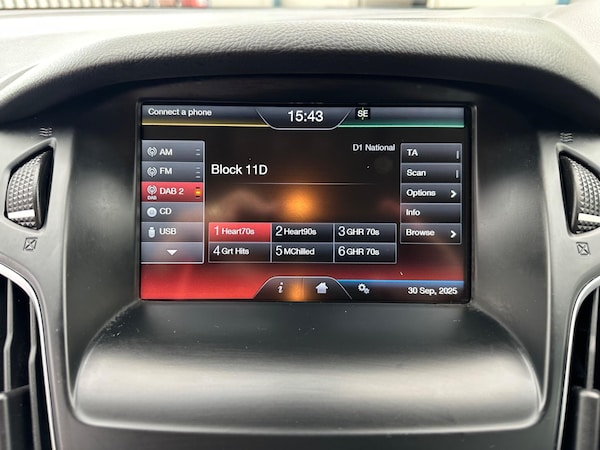 Connect a phone
15:43
SE
D1 National
AM
FM
DAB 2
DAB
CD
USB
Block 11D
TA
Scan
Options
Info
Browse
1 Heart70s
2 Heart90s
3 GHR 70s
4 Grt Hits
5 MChilled
6 GHR 70s
i
30 Sep, 2025